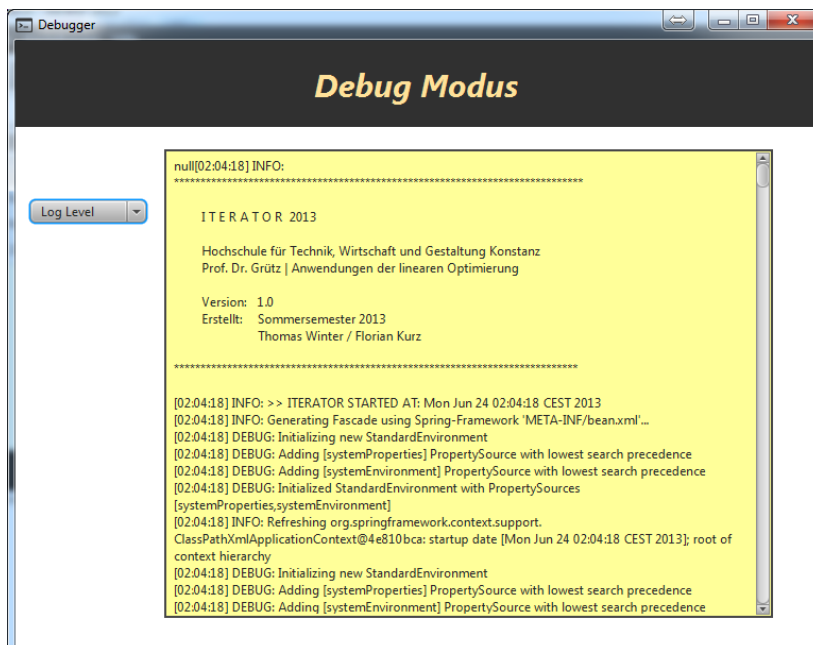 Debugger
Debug Modus
Log Level
null[02:04:18] INFO:
******************************************************************************
I T E R A T O R  2013
Hochschule für Technik, Wirtschaft und Gestaltung Konstanz
Prof. Dr. Grütz | Anwendungen der linearen Optimierung
Version: 1.0
Erstellt: Sommersemester 2013
Thomas Winter / Florian Kurz
*****************************************************************************
[02:04:18] INFO: >> ITERATOR STARTED AT: Mon Jun 24 02:04:18 CEST 2013
[02:04:18] INFO: Generating Fascade using Spring-Framework 'META-INF/bean.xml'...
[02:04:18] DEBUG: Initializing new StandardEnvironment
[02:04:18] DEBUG: Adding [systemProperties] PropertySource with lowest search precedence
[02:04:18] DEBUG: Adding [systemEnvironment] PropertySource with lowest search precedence
[02:04:18] DEBUG: Initialized StandardEnvironment with PropertySources
[systemProperties,systemEnvironment]
[02:04:18] INFO: Refreshing org.springframework.context.support.
ClassPathXmlApplicationContext@4e810bca: startup date [Mon Jun 24 02:04:18 CEST 2013]; root of
context hierarchy
[02:04:18] DEBUG: Initializing new StandardEnvironment
[02:04:18] DEBUG: Adding [systemProperties] PropertySource with lowest search precedence
[02:04:18] DEBUG: Adding [systemEnvironment] PropertySource with lowest search precedence